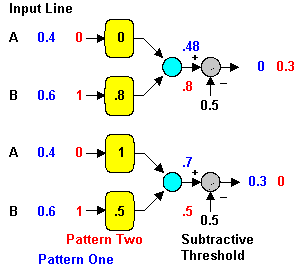 Input Line
A 0.4 0 0 .48
+ 0 0.3
B 0.6 1 .8 .8 −
0.5
A 0.4 0 1 .7
+ 0.3 0
B 0.6 1 .5 .5 −
0.5
Pattern Two Subtractive
Pattern One Threshold